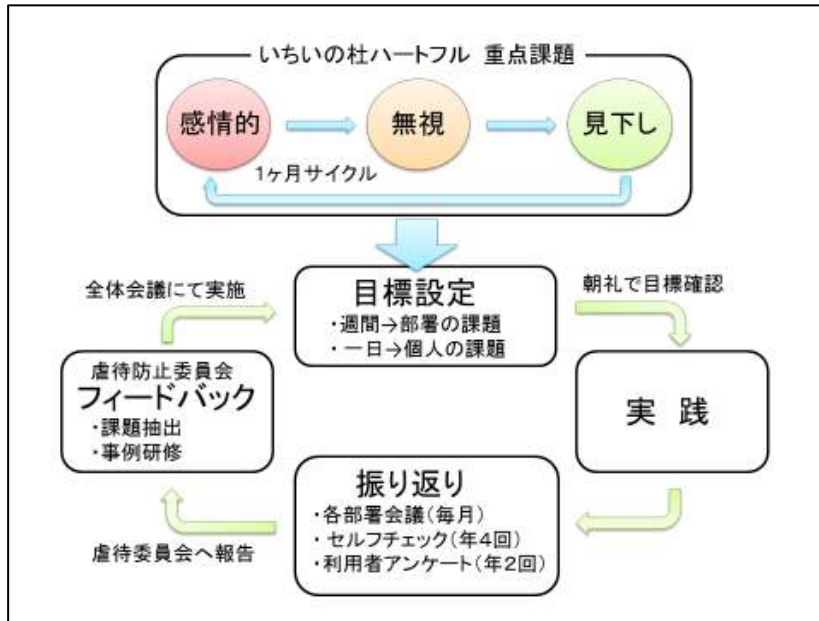 いちいの杜ハートフル 重点課題
感情的
無視
見下し
1ヶ月サイクル
全体会議にて実施
目標設定
・週間→部署の課題
・一日→個人の課題
朝礼で目標確認
虐待防止委員会
フィードバック
・課題抽出
・事例研修
実 践
振り返り
・各部署会議(毎月)
・セルフチェック(年4回)
・利用者アンケート(年2回)
虐待委員会へ報告